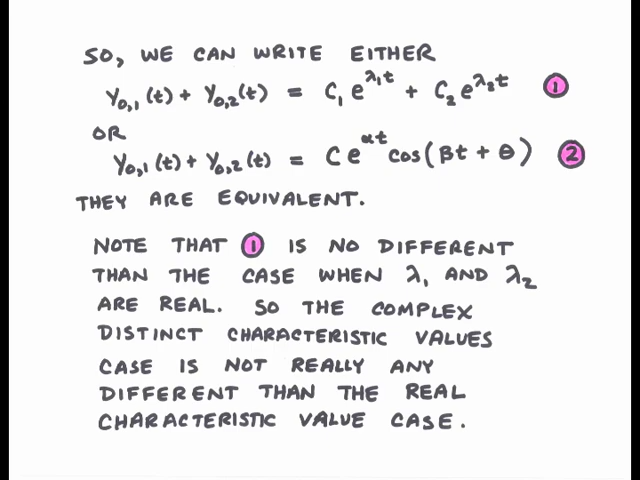 SO, WE CAN WRITE EITHER
y₀,₁(t) + y₀,₂(t) = C₁e^{λ₁t} + C₂e^{λ₂t} ①
OR
y₀,₁(t) + y₀,₂(t) = Ce^{αt} cos(βt + θ) ②
THEY ARE EQUIVALENT.
NOTE THAT ① IS NO DIFFERENT
THAN THE CASE WHEN λ₁ AND λ₂
ARE REAL. SO THE COMPLEX
DISTINCT CHARACTERISTIC VALUES
CASE IS NOT REALLY ANY
DIFFERENT THAN THE REAL
CHARACTERISTIC VALUE CASE.